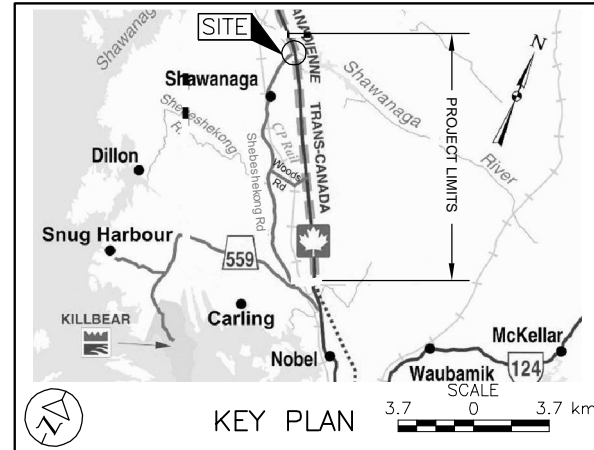 SITE
Shawanaga
CANADIENNE
TRANS-CANADA
Shawanaga
River
N
PROJECT LIMITS
Shawanaga
Shebeshekong
R.
CP Rail
Woods
Rd
Shebeshekong Rd
Dillon
Snug Harbour
559
KILLBEAR
Carling
Nobel
McKellar
Waubamik
124
N
KEY PLAN
SCALE
3.7 0 3.7 km